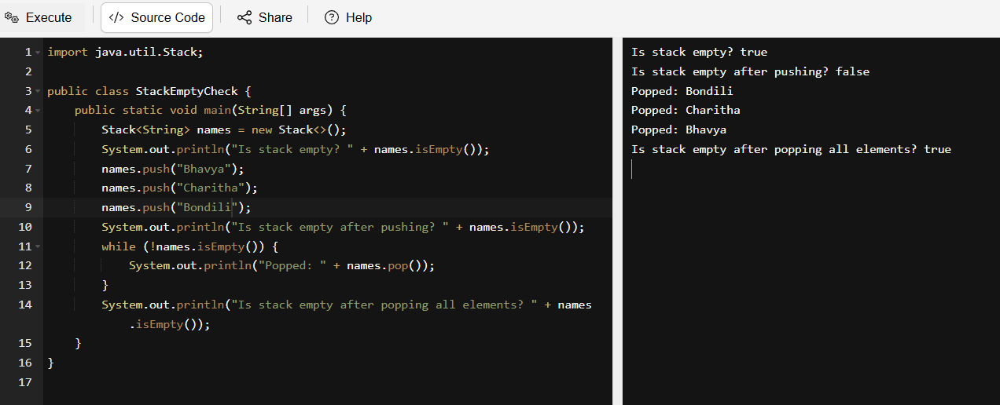 Execute
Source Code
Share
Help
1 import java.util.Stack;
2
3 public class StackEmptyCheck {
4     public static void main(String[] args) {
5         Stack<String> names = new Stack<>();
6         System.out.println("Is stack empty? " + names.isEmpty());
7         names.push("Bhavya");
8         names.push("Charitha");
9         names.push("Bondili");
10         System.out.println("Is stack empty after pushing? " + names.isEmpty());
11         while (!names.isEmpty()) {
12             System.out.println("Popped: " + names.pop());
13         }
14         System.out.println("Is stack empty after popping all elements? " + names
            .isEmpty());
15     }
16 }
17
Is stack empty? true
Is stack empty after pushing? false
Popped: Bondili
Popped: Charitha
Popped: Bhavya
Is stack empty after popping all elements? true